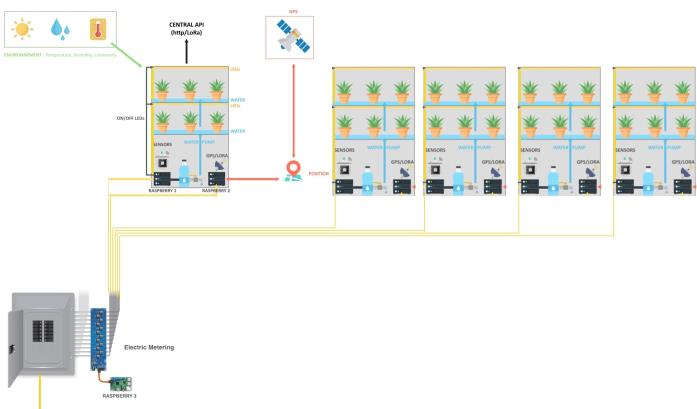 GPS
CENTRAL API
(http/LoRa)
ENVIRONNEMENT : Temperature, Humidity, Luminosity
LEDs
WATER
LEDs
ON/OFF LEDs
WATER
SENSORS
WATER PUMP
GPS/LORA
POSITION
RASPBERRY 1
RASPBERRY 2
SENSORS
WATER PUMP
GPS/LORA
SENSORS
WATER PUMP
GPS/LORA
SENSORS
WATER PUMP
GPS/LORA
SENSORS
WATER PUMP
GPS/LORA
Electric Metering
RASPBERRY 3